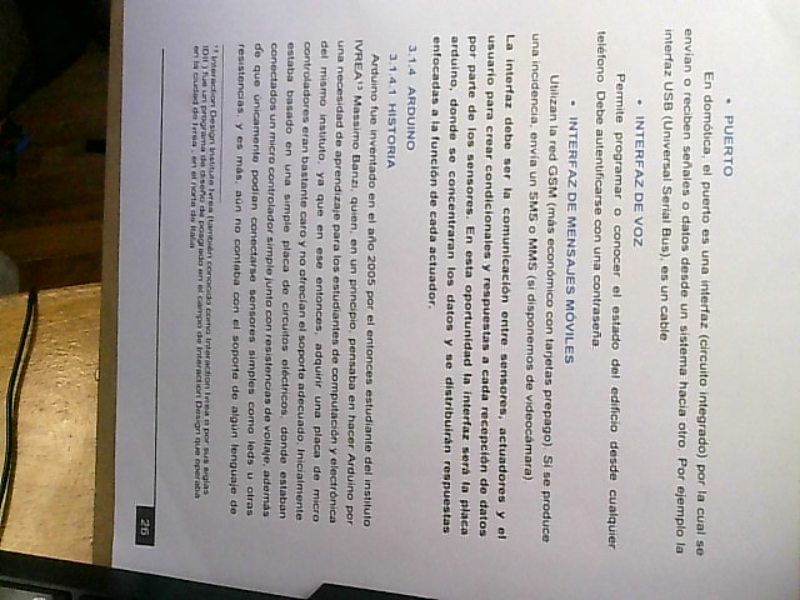 • PUERTO
En domótica, el puerto es una interfaz (circuito integrado) por la cual se
envían o reciben señales o datos desde un sistema hacia otro. Por ejemplo la
interfaz USB (Universal Serial Bus), es un cable
• INTERFAZ DE VOZ
Permite programar o conocer el estado del edificio desde cualquier
teléfono. Debe autentificarse con una contraseña.
• INTERFAZ DE MENSAJES MÓVILES
Utilizan la red GSM (más económico con tarjetas prepago). Si se produce
una incidencia, envía un SMS o MMS (si disponemos de videocámara)
La interfaz debe ser la comunicación entre sensores, actuadores y el
usuario para crear condicionales y respuestas a cada recepción de datos
por parte de los sensores. En esta oportunidad la interfaz será la placa
arduino, donde se concentraran los datos y se distribuirán respuestas
enfocadas a la función de cada actuador.
3.1.4 ARDUINO
3.1.4.1 HISTORIA
Arduino fue inventado en el año 2005 por el entonces estudiante del instituto
IVREA¹³ Massimo Banzi, quien, en un principio, pensaba en hacer Arduino por
una necesidad de aprendizaje para los estudiantes de computación y electrónica
del mismo instituto, ya que en ese entonces, adquirir una placa de micro
controladores eran bastante caro y no ofrecían el soporte adecuado. Inicialmente
estaba basado en una simple placa de circuitos eléctricos, donde estaban
conectados un micro controlador simple junto con resistencias de voltaje, además
de que únicamente podían conectarse sensores simples como leds u otras
resistencias, y es más, aún no contaba con el soporte de algún lenguaje de
¹³ Interaction Design Institute Ivrea (también conocido como Interaction Ivrea o por sus siglas
IDII ) fue un programa de diseño de posgrado en el campo de Interaction Design que operaba
en la ciudad de Ivrea , en el norte de Italia
26